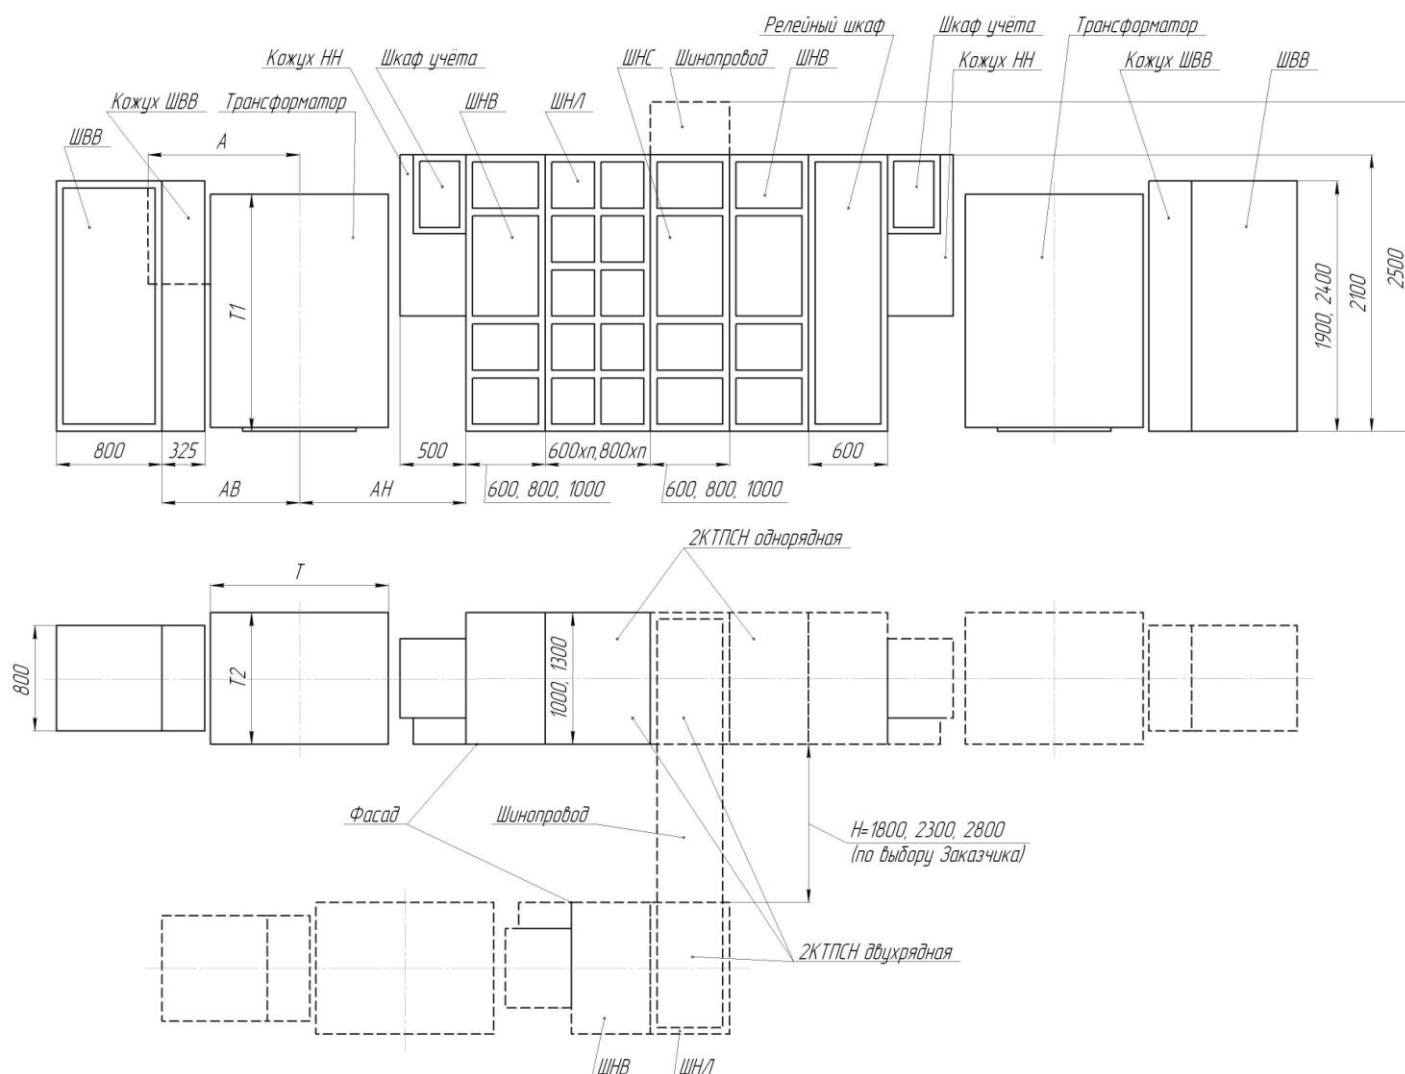 Релейный шкаф
Шкаф учёта
Трансформатор
Кожух НН
Шкаф учёта
ШНС
Шинопровод
ШНВ
Кожух НН
Кожух ШВВ
ШВВ
Кожух ШВВ
Трансформатор
ШНВ
ШНЛ
ШВВ
А
Т1
1900, 2400
2100
2500
800
325
500
600хп,800хп
600
АВ
АН
600, 800, 1000
600, 800, 1000
2КТПСН однорядная
Т
800
Т2
1000, 1300
Фасад
Шинопровод
Н=1800, 2300, 2800
(по выбору Заказчика)
2КТПСН двухрядная
ШНВ
ШНЛ